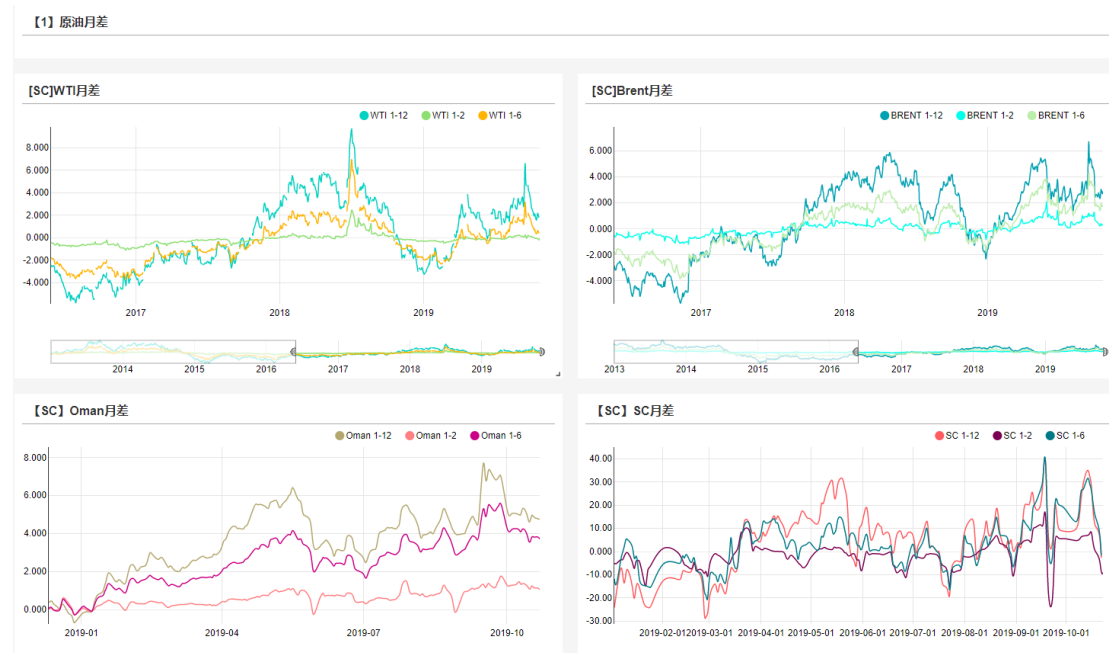 【1】原油月差
[SC]WTI月差
WTI 1-12 WTI 1-2 WTI 1-6
8.000
6.000
4.000
2.000
0.000
-2.000
-4.000
2017 2018 2019
2014 2015 2016 2017 2018 2019
[SC]Brent月差
BRENT 1-12 BRENT 1-2 BRENT 1-6
6.000
4.000
2.000
0.000
-2.000
-4.000
2017 2018 2019
2013 2014 2015 2016 2017 2018 2019
【SC】Oman月差
Oman 1-12 Oman 1-2 Oman 1-6
8.000
6.000
4.000
2.000
0.000
2019-01 2019-04 2019-07 2019-10
【SC】SC月差
SC 1-12 SC 1-2 SC 1-6
40.00
30.00
20.00
10.00
0.000
-10.00
-20.00
-30.00
2019-02-01 2019-03-01 2019-04-01 2019-05-01 2019-06-01 2019-07-01 2019-08-01 2019-09-01 2019-10-01